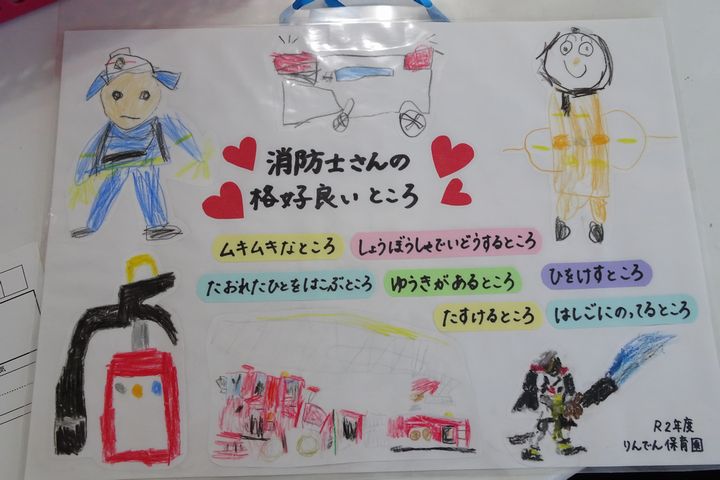 消防士さんの
格好良いところ
ムキムキなところ
しょうぼうしゃでいどうするところ
たおれたひとをはこぶところ
ゆうきがあるところ
ひをけすところ
たすけるところ
はしごにのってるところ
R2年度
りんでん保育園